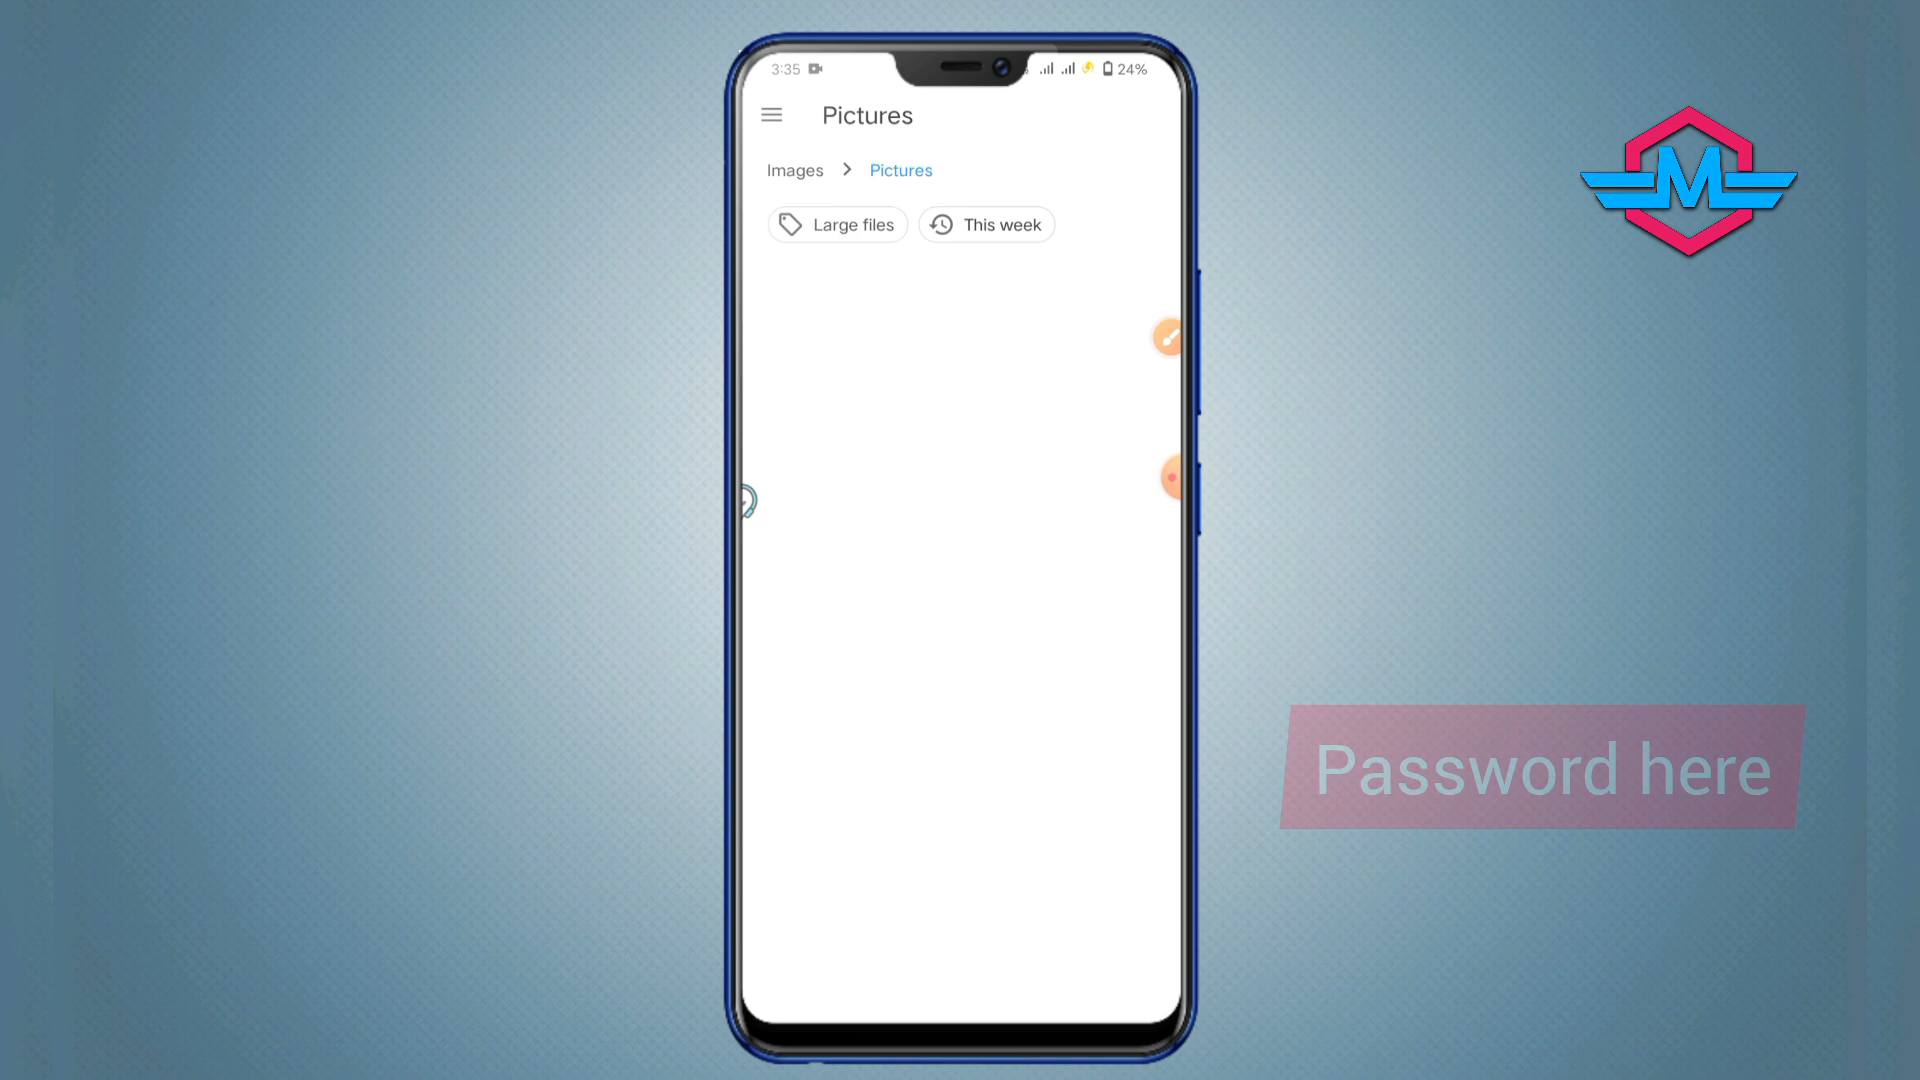 3:35
24%
Pictures
Images > Pictures
Large files
This week
M
Password here